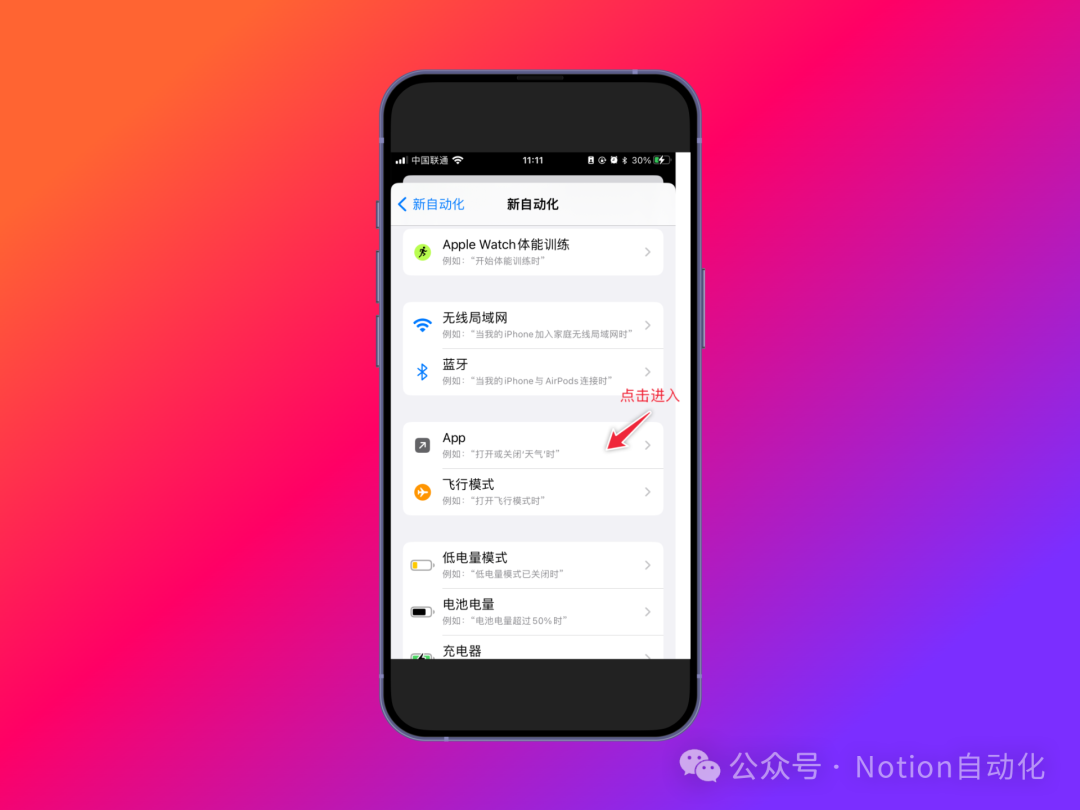 中国联通
11:11
30%
新自动化
新自动化
Apple Watch体能训练
例如：“开始体能训练时”
无线局域网
例如：“当我的iPhone加入家庭无线局域网时”
蓝牙
例如：“当我的iPhone与AirPods连接时”
点击进入
App
例如：“打开或关闭‘天气’时”
飞行模式
例如：“打开飞行模式时”
低电量模式
例如：“低电量模式已关闭时”
电池电量
例如：“电池电量超过50%时”
充电器
公众号 · Notion自动化